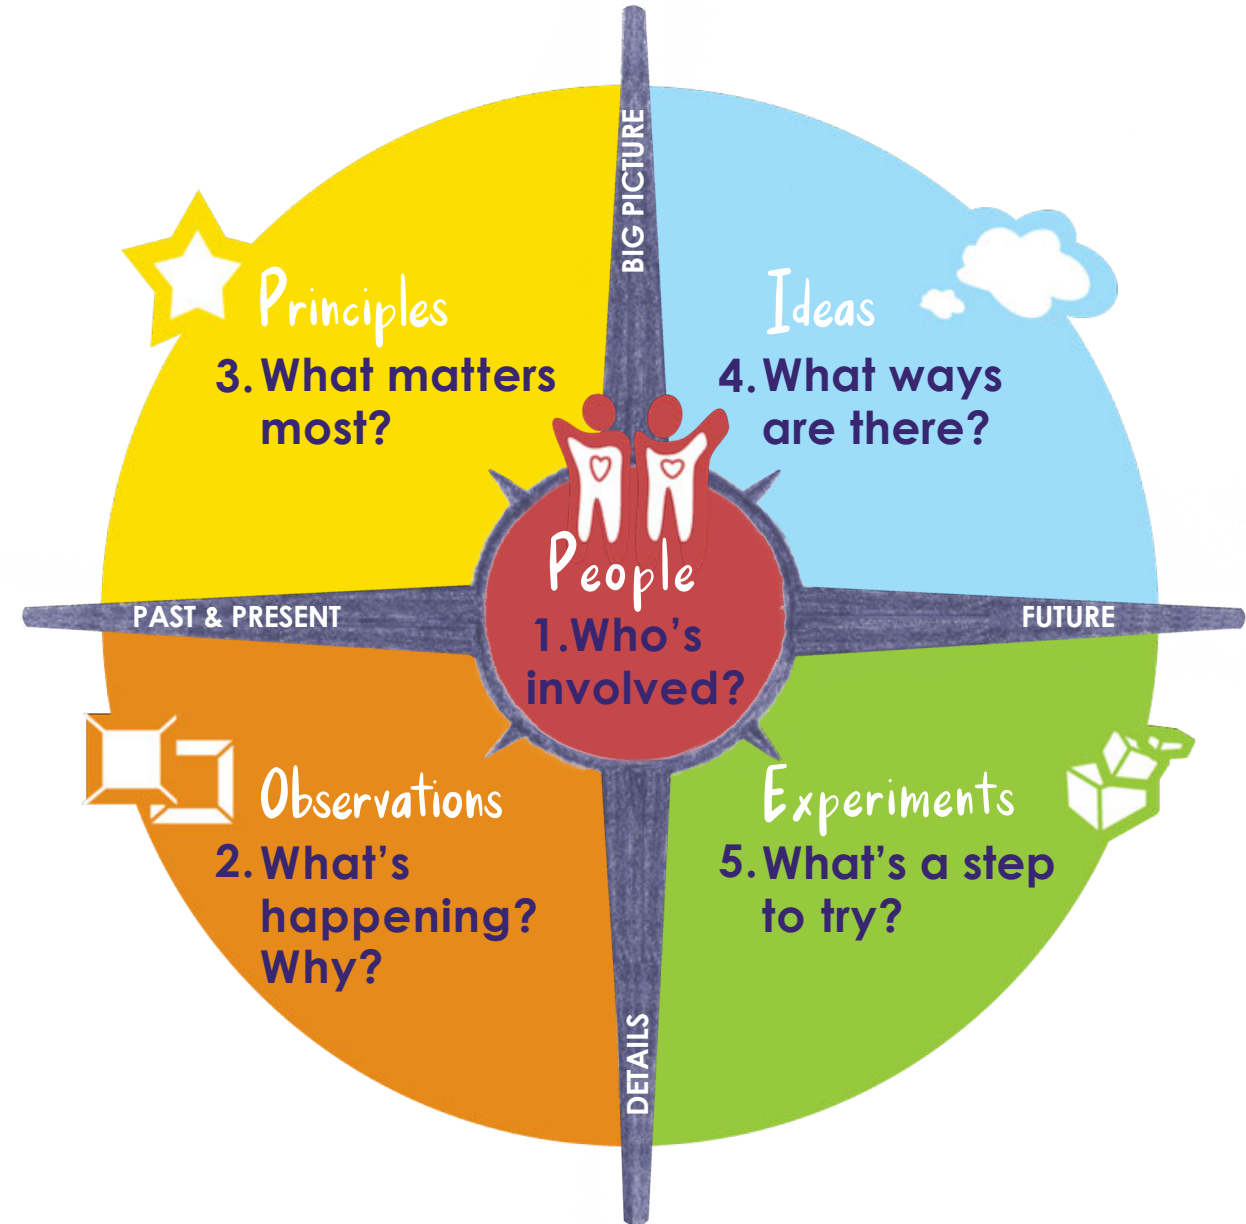 BIG PICTURE
Principles
3. What matters
most?
Ideas
4. What ways
are there?
People
1.Who's
involved?
PAST & PRESENT
FUTURE
Observations
2. What's
happening?
Why?
Experiments
5. What's a step
to try?
DETAILS